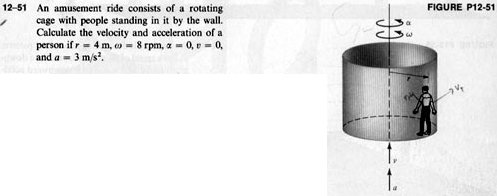 12–51 An amusement ride consists of a rotating
cage with people standing in it by the wall.
Calculate the velocity and acceleration of a
person if r = 4 m, ω = 8 rpm, α = 0, v = 0,
and a = 3 m/s².
FIGURE P12-51
α
ω
r
V
v
a